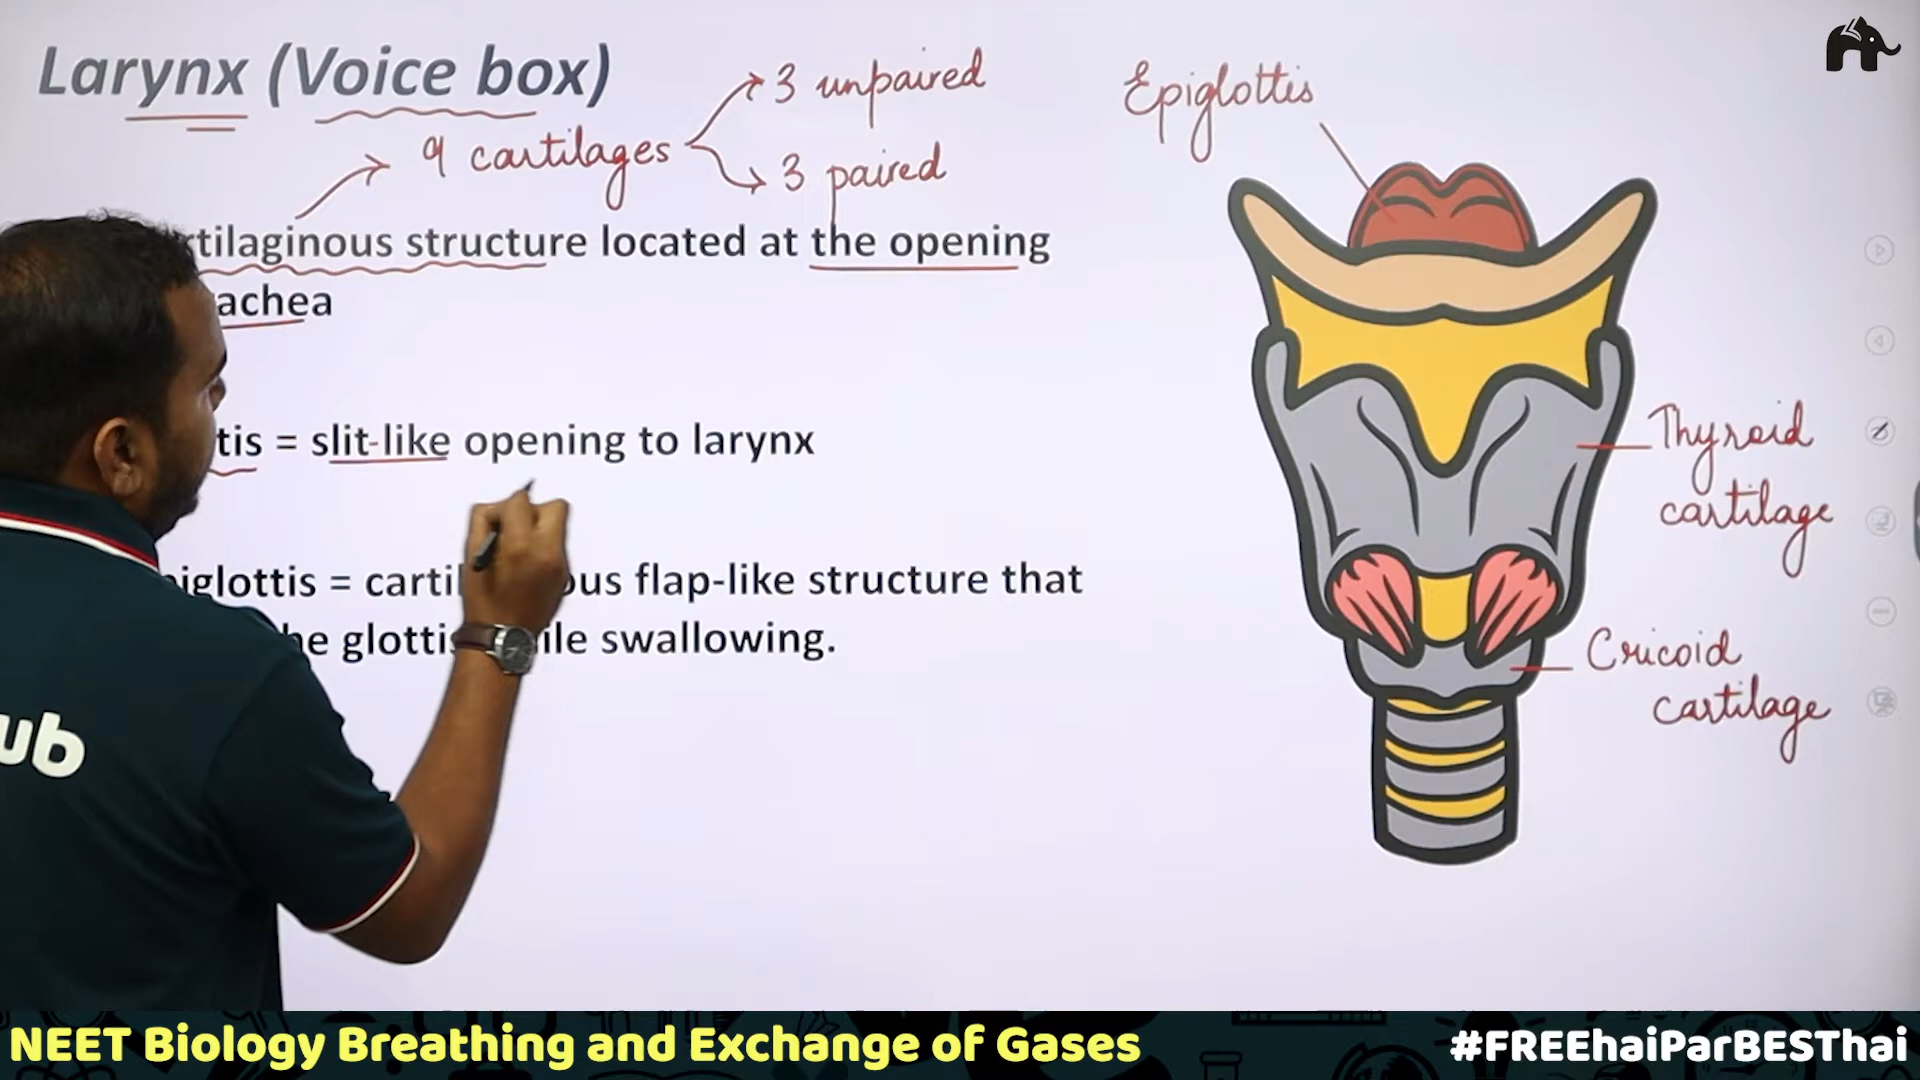 Larynx (Voice box)
9 cartilages
3 unpaired
3 paired
tilaginous structure located at the opening
achea
tis = slit-like opening to larynx
iglottis = carti ous flap-like structure that
he glottis ile swallowing.
Epiglottis
Thyroid
cartilage
Cricoid
cartilage
ub
NEET Biology Breathing and Exchange of Gases
#FREEhaiParBESThai